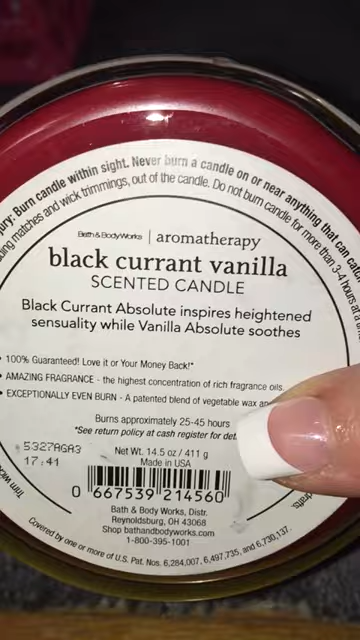 jury: Burn candle within sight. Never burn a candle on or near anything that can ca
ding matches and wick trimmings, out of the candle. Do not burn candle for more than 3-4 hours at a
Bath & Body Works | aromatherapy
black currant vanilla
SCENTED CANDLE
Black Currant Absolute inspires heightened
sensuality while Vanilla Absolute soothes
• 100% Guaranteed! Love it or Your Money Back!*
• AMAZING FRAGRANCE - the highest concentration of rich fragrance oils.
• EXCEPTIONALLY EVEN BURN - A patented blend of vegetable wax an
Burns approximately 25-45 hours
*See return policy at cash register for det
5327AGA3
17:41
Net Wt. 14.5 oz / 411 g
Made in USA
0 667539 214560
Bath & Body Works, Distr.
Reynoldsburg, OH 43068
Shop bathandbodyworks.com
1-800-395-1001
Trim wick
drafts.
Covered by one or more of U.S. Pat. Nos. 6,284,007, 6,497,735, and 6,730,137.